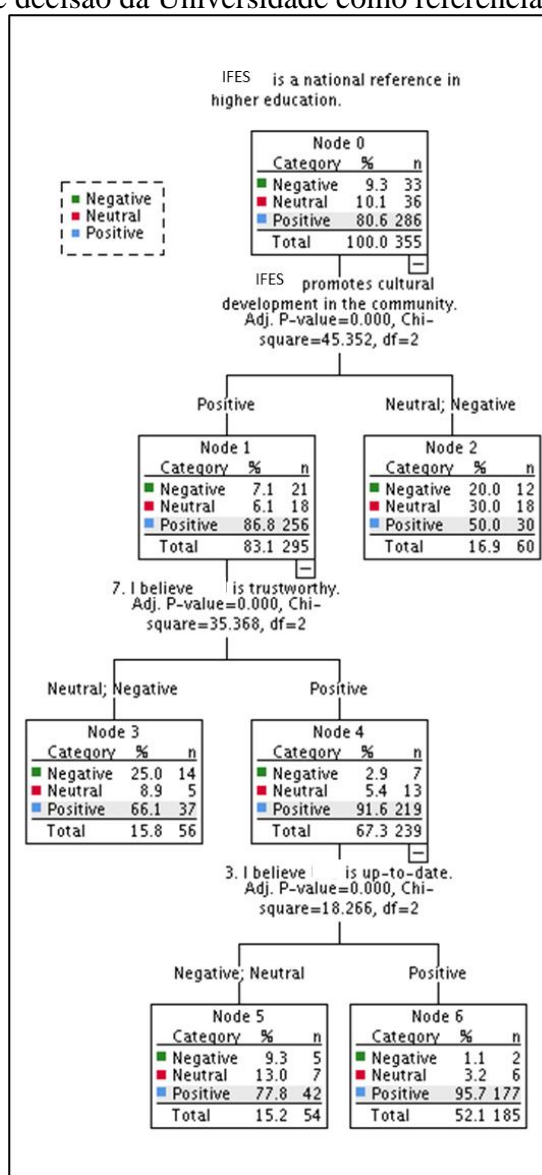 e decisão da Universidade como referência
IFES is a national reference in
higher education.
Node 0
Category % n
Negative 9.3 33
Neutral 10.1 36
Positive 80.6 286
Total 100.0 355
Negative
Neutral
Positive
IFES promotes cultural
development in the community.
Adj. P-value=0.000, Chi-
square=45.352, df=2
Positive
Neutral; Negative
Node 1
Category % n
Negative 7.1 21
Neutral 6.1 18
Positive 86.8 256
Total 83.1 295
Node 2
Category % n
Negative 20.0 12
Neutral 30.0 18
Positive 50.0 30
Total 16.9 60
7. I believe is trustworthy.
Adj. P-value=0.000, Chi-
square=35.368, df=2
Neutral; Negative
Positive
Node 3
Category % n
Negative 25.0 14
Neutral 8.9 5
Positive 66.1 37
Total 15.8 56
Node 4
Category % n
Negative 2.9 7
Neutral 5.4 13
Positive 91.6 219
Total 67.3 239
3. I believe is up-to-date.
Adj. P-value=0.000, Chi-
square=18.266, df=2
Negative; Neutral
Positive
Node 5
Category % n
Negative 9.3 5
Neutral 13.0 7
Positive 77.8 42
Total 15.2 54
Node 6
Category % n
Negative 1.1 2
Neutral 3.2 6
Positive 95.7 177
Total 52.1 185